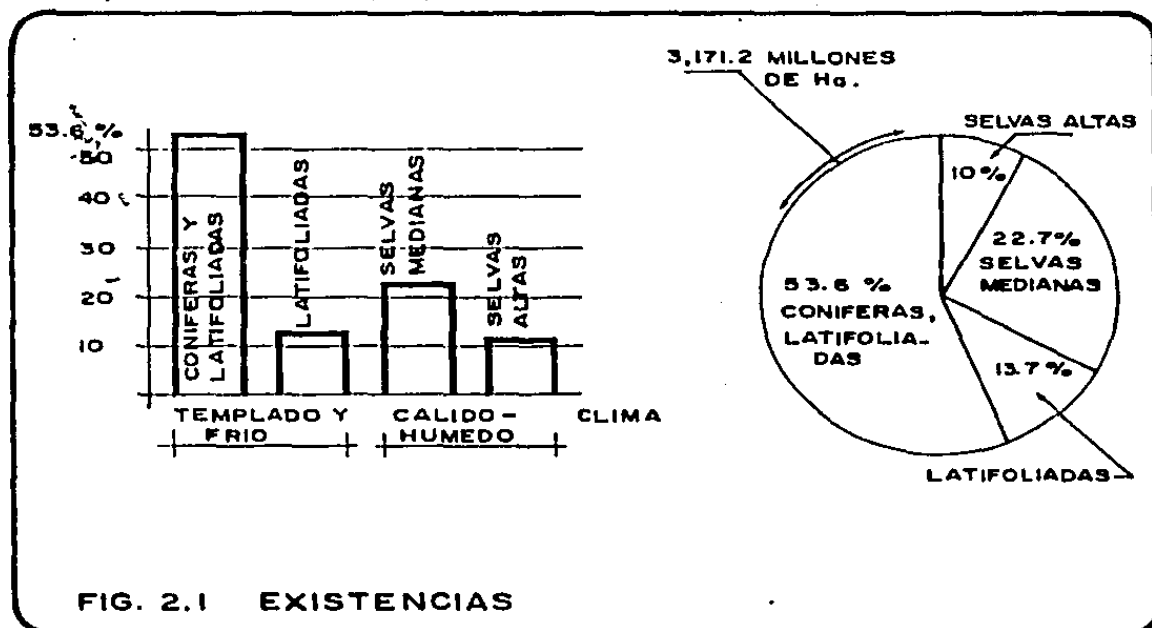 53.6 %
50
40
30
20
10
CONIFERAS Y
LATIFOLIADAS
LATIFOLIADAS
SELVAS
MEDIANAS
SELVAS
ALTAS
TEMPLADO Y
FRIO
CALIDO-
HUMEDO
CLIMA
3,171.2 MILLONES
DE Ha.
SELVAS ALTAS
10%
22.7%
SELVAS
MEDIANAS
53.6 %
CONIFERAS,
LATIFOLIA-
DAS
13.7%
LATIFOLIADAS
FIG. 2.1 EXISTENCIAS